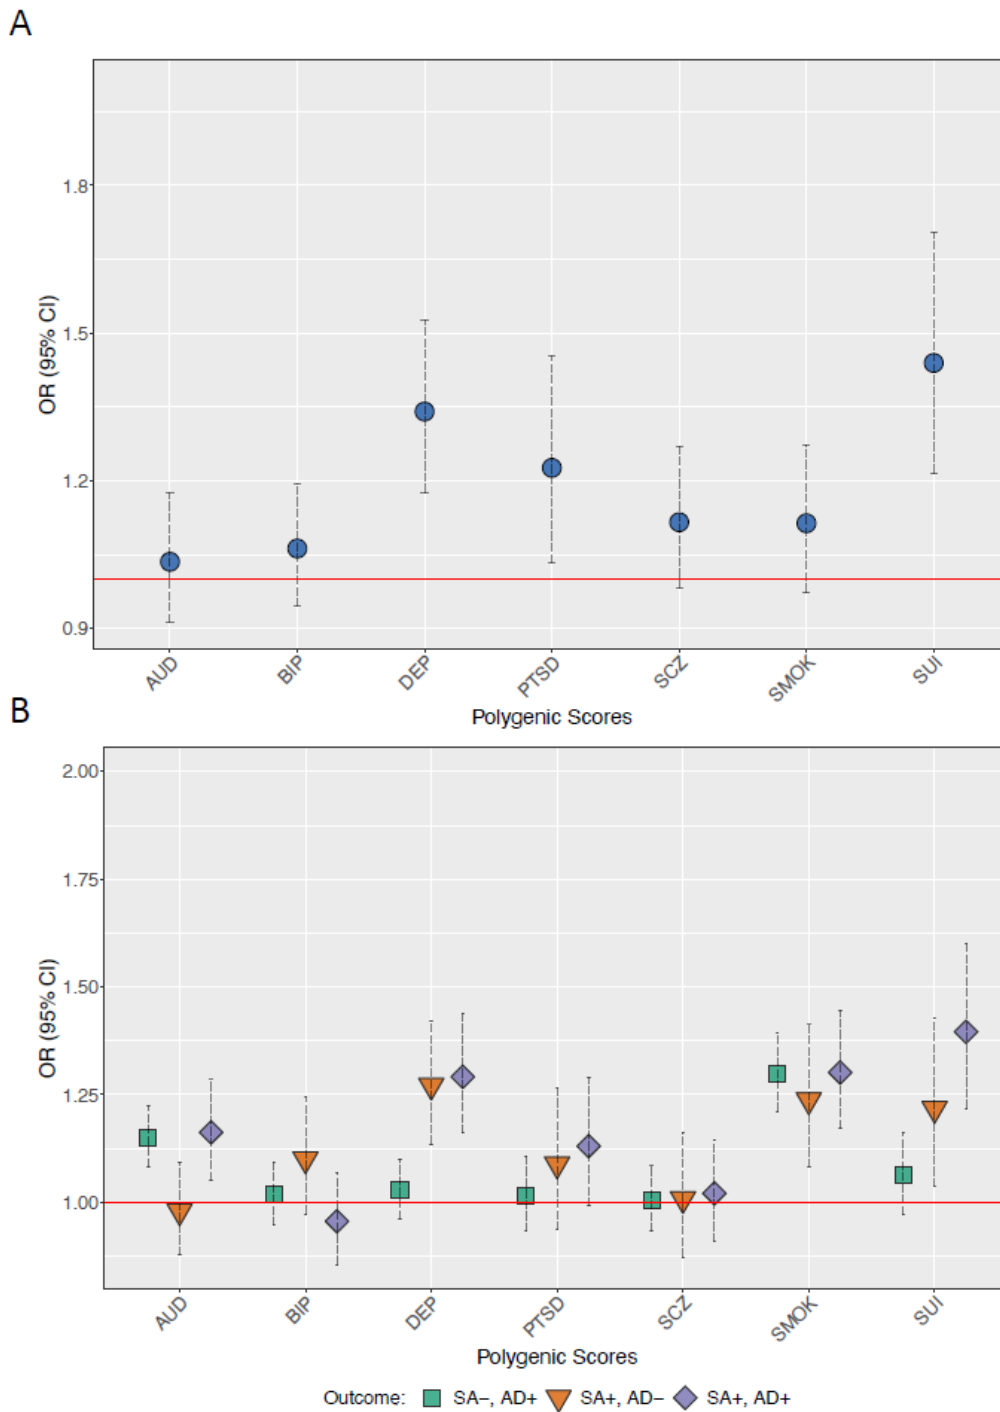 A
OR (95% CI)
1.8
1.5
1.2
0.9
AUD BIP DEP PTSD SCZ SMOK SUI
Polygenic Scores
B
OR (95% CI)
2.00
1.75
1.50
1.25
1.00
AUD BIP DEP PTSD SCZ SMOK SUI
Polygenic Scores
Outcome: SA−, AD+ SA+, AD− SA+, AD+